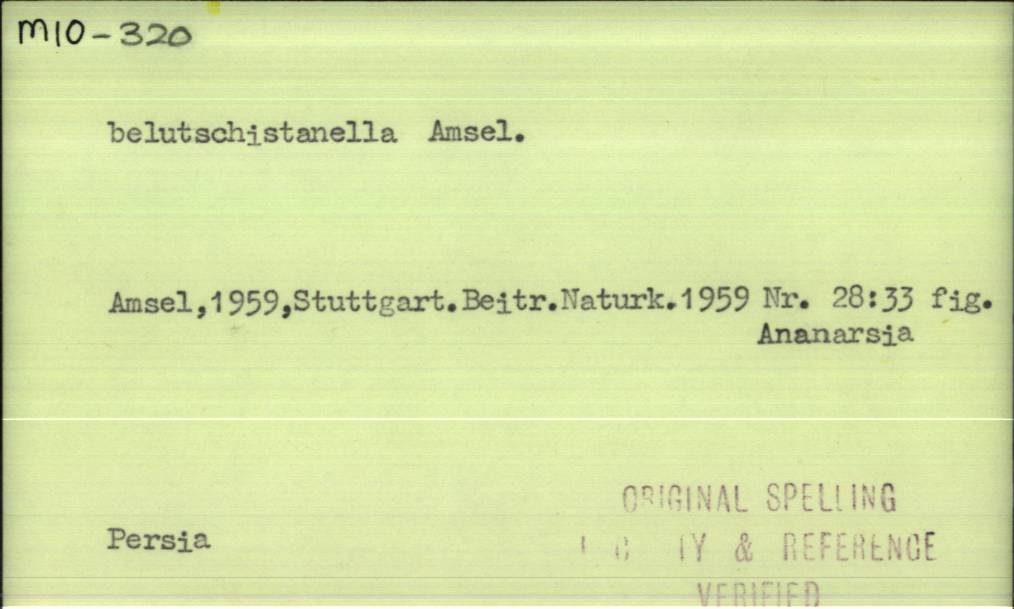 M10-320
belutschistanella Amsel.
Amsel,1959,Stuttgart.Beitr.Naturk.1959 Nr. 28:33 fig.
Ananarsia
ORIGINAL SPELLING
Persia
& REFERENCE
VERIFIED